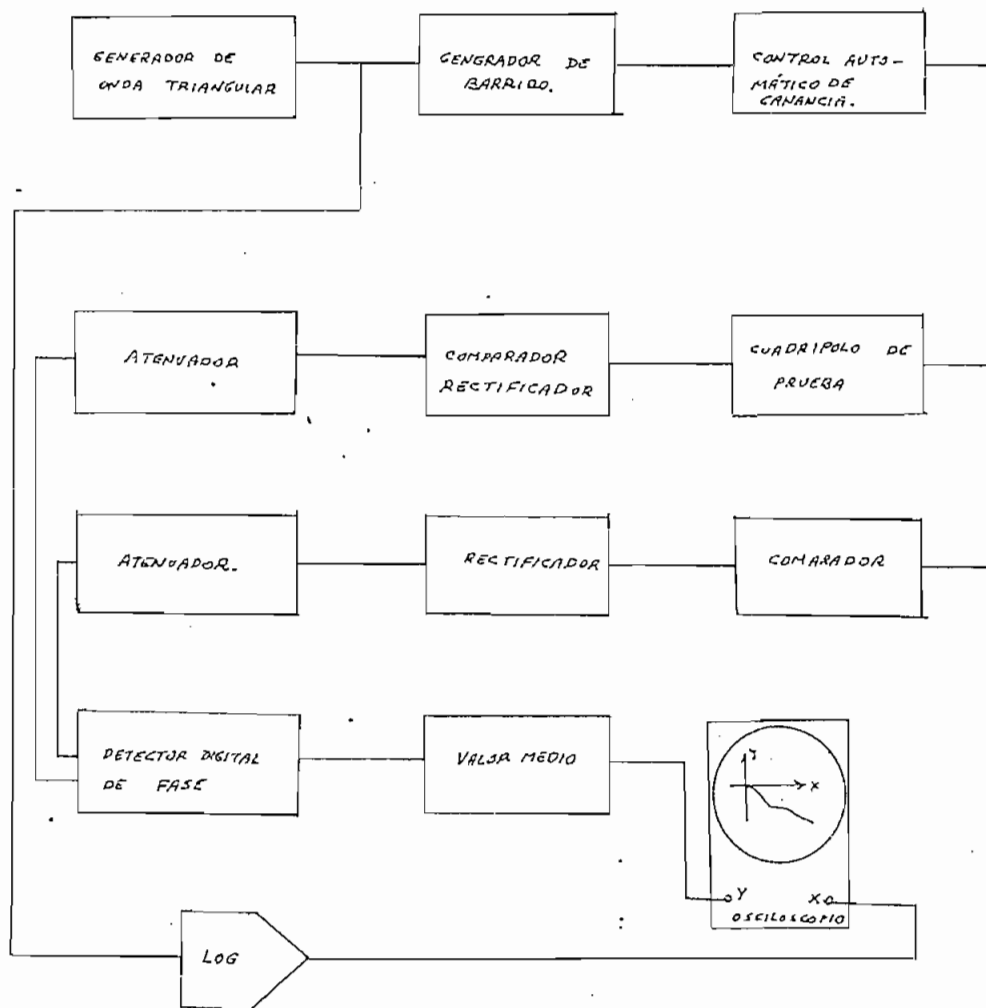 GENERADOR DE
ONDA TRIANGULAR
GENERADOR DE
BARRIDO.
CONTROL AUTO-
MÁTICO DE
GANANCIA.
ATENUADOR
COMPARADOR
RECTIFICADOR
CUADRIPOLO DE
PRUEBA
ATENUADOR.
RECTIFICADOR
COMARADOR
DETECTOR DIGITAL
DE FASE
VALOR MEDIO
X
Y X
OSCILOSCOPIO
LOG